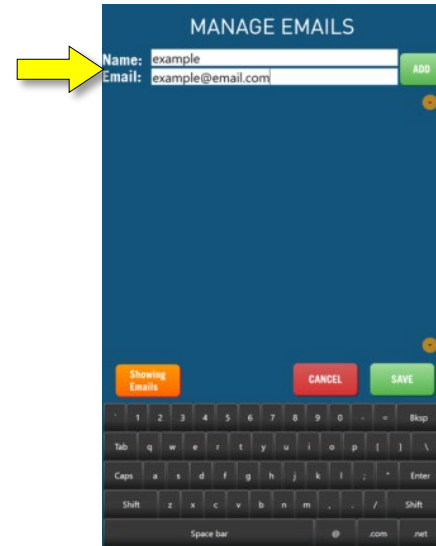 MANAGE EMAILS
Name: example
ADD
Email: example@email.com
Showing
Emails
CANCEL
SAVE
` 1 2 3 4 5 6 7 8 9 0 - = Bksp
Tab q w e r t y u i o p [ ] \
Caps a s d f g h j k l ; ' Enter
Shift z x c v b n m , . / Shift
Space bar @ .com .net